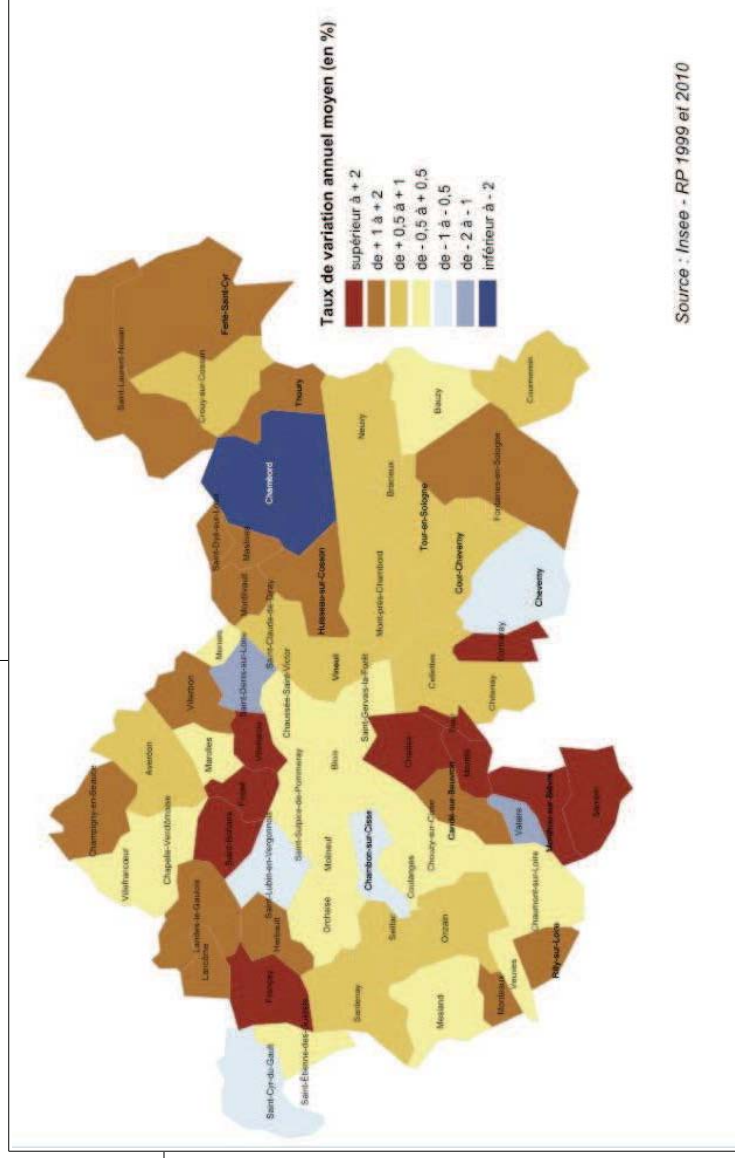 Taux de variation annuel moyen (en %)
supérieur à + 2
de + 1 à + 2
de + 0,5 à + 1
de - 0,5 à + 0,5
de - 1 à - 0,5
de - 2 à - 1
inférieur à - 2
Source : Insee - RP 1999 et 2010
Saint-Laurent-Nouan
Ferté-Saint-Cyr
Crouy-sur-Cosson
Thoury
Chambord
Saint-Dyé-sur-Loire
Maslives
Montlivault
Huisseau-sur-Cosson
Saint-Claude-de-Diray
Neuvy
Bauzy
Courmemin
Bracieux
Fontaines-en-Sologne
Tour-en-Sologne
Mont-près-Chambord
Cour-Cheverny
Cheverny
Cormeray
Cellettes
Chitenay
Vineuil
Saint-Gervais-la-Forêt
Chaussée-Saint-Victor
Saint-Denis-sur-Loire
Menars
Villerbon
Averdon
Marolles
Villebarou
Fossé
Saint-Bohaire
Champigny-en-Beauce
Villefrancœur
Chapelle-Vendômoise
Saint-Sulpice-de-Pommeray
Blois
Chailles
Monthou-sur-Bièvre
Sambin
Valaire
Candé-sur-Beuvron
Chouzy-sur-Cisse
Chambon-sur-Cisse
Coulanges
Molineuf
Orchaise
Saint-Lubin-en-Vergonnois
Landes-le-Gaulois
Lancôme
Herbault
Françay
Saint-Cyr-du-Gault
Santenay
Seillac
Onzain
Mesland
Monteaux
Veuves
Rilly-sur-Loire
Chaumont-sur-Loire